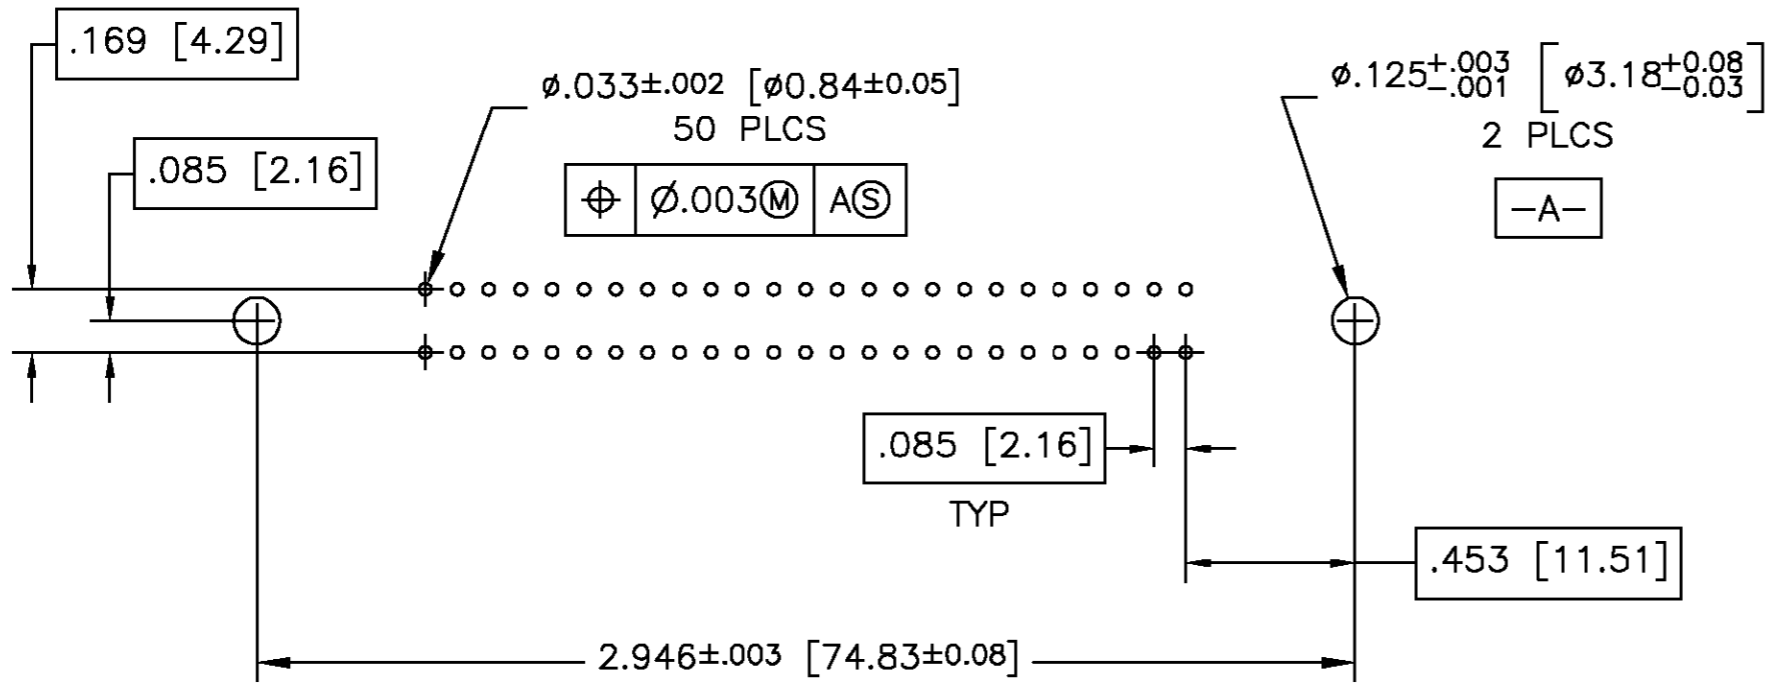 .169 [4.29]
⌀.033±.002 [⌀0.84±0.05]
50 PLCS
⌖ ⌀.003Ⓜ AⓈ
.085 [2.16]
⌀.125+.003 -.001 [⌀3.18+0.08 -0.03]
2 PLCS
-A-
.085 [2.16]
TYP
.453 [11.51]
2.946±.003 [74.83±0.08]